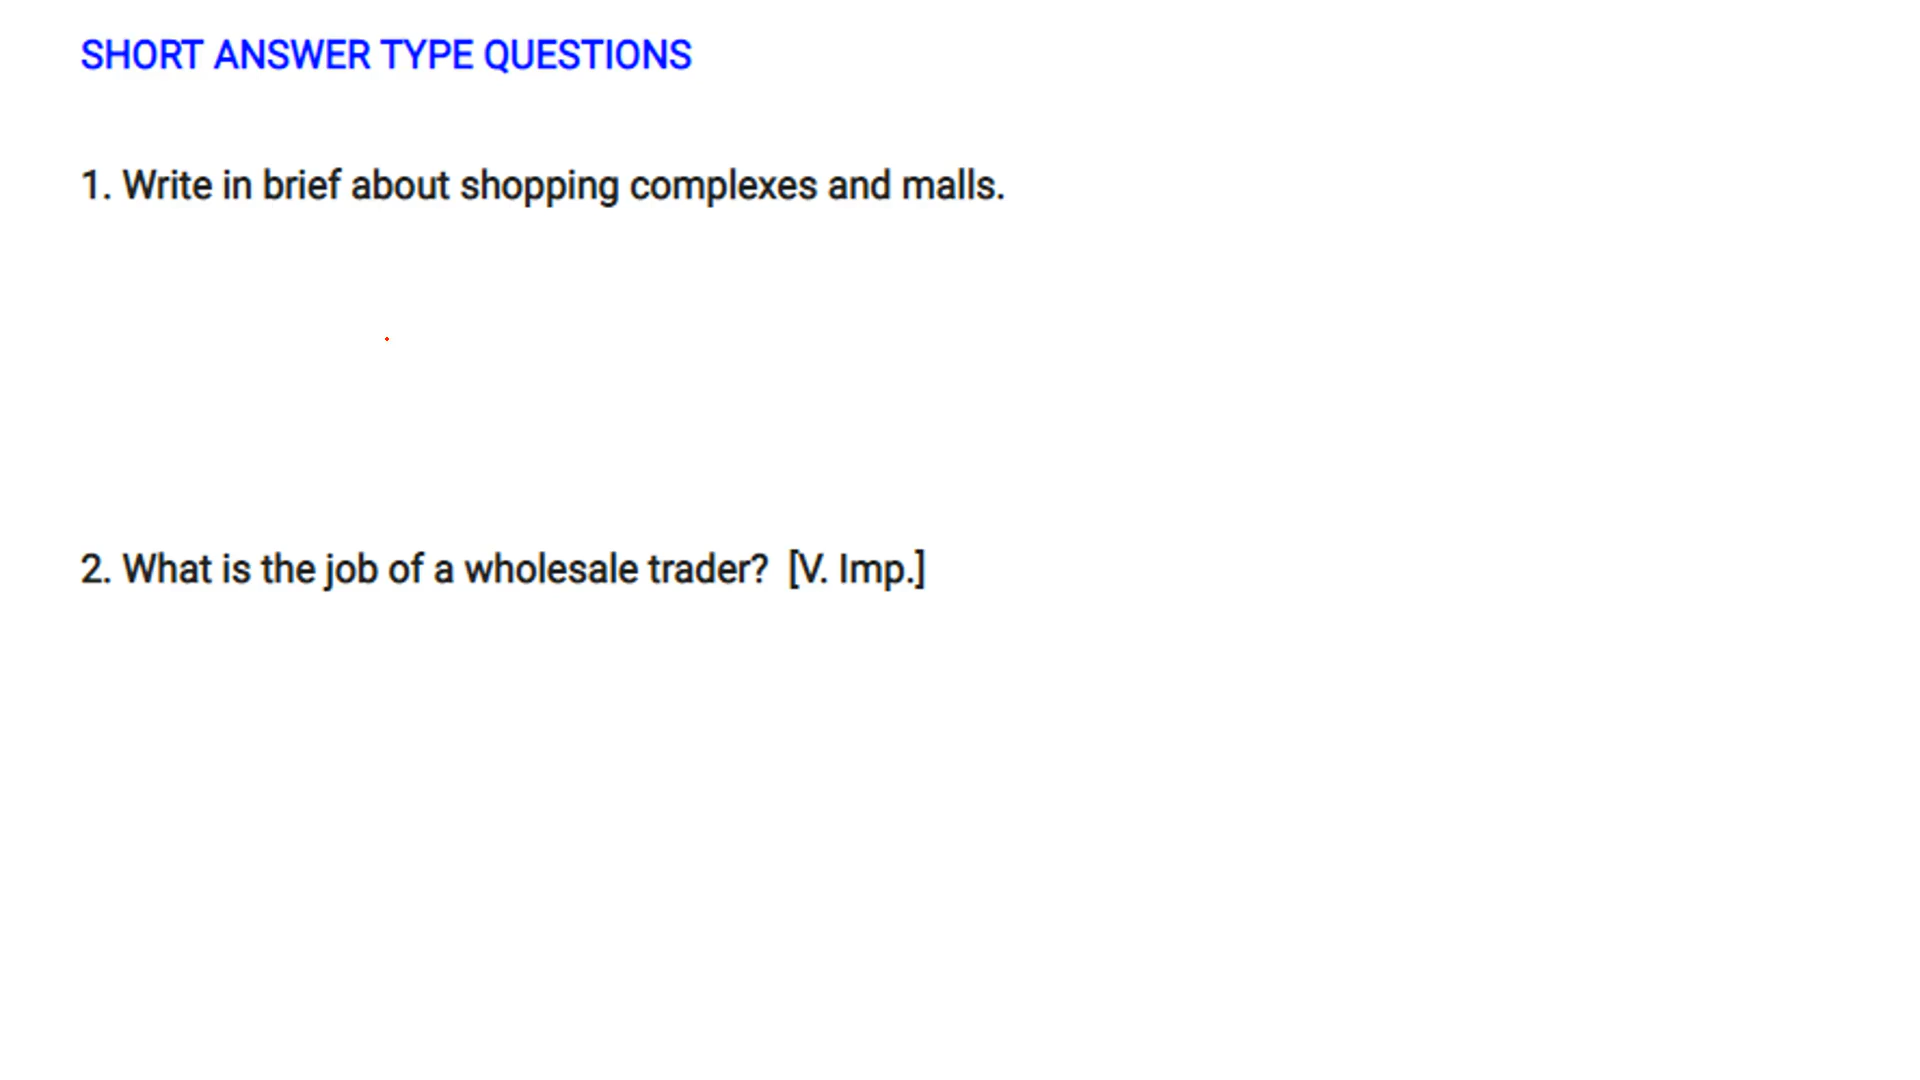 SHORT ANSWER TYPE QUESTIONS
1. Write in brief about shopping complexes and malls.
2. What is the job of a wholesale trader?  [V. Imp.]